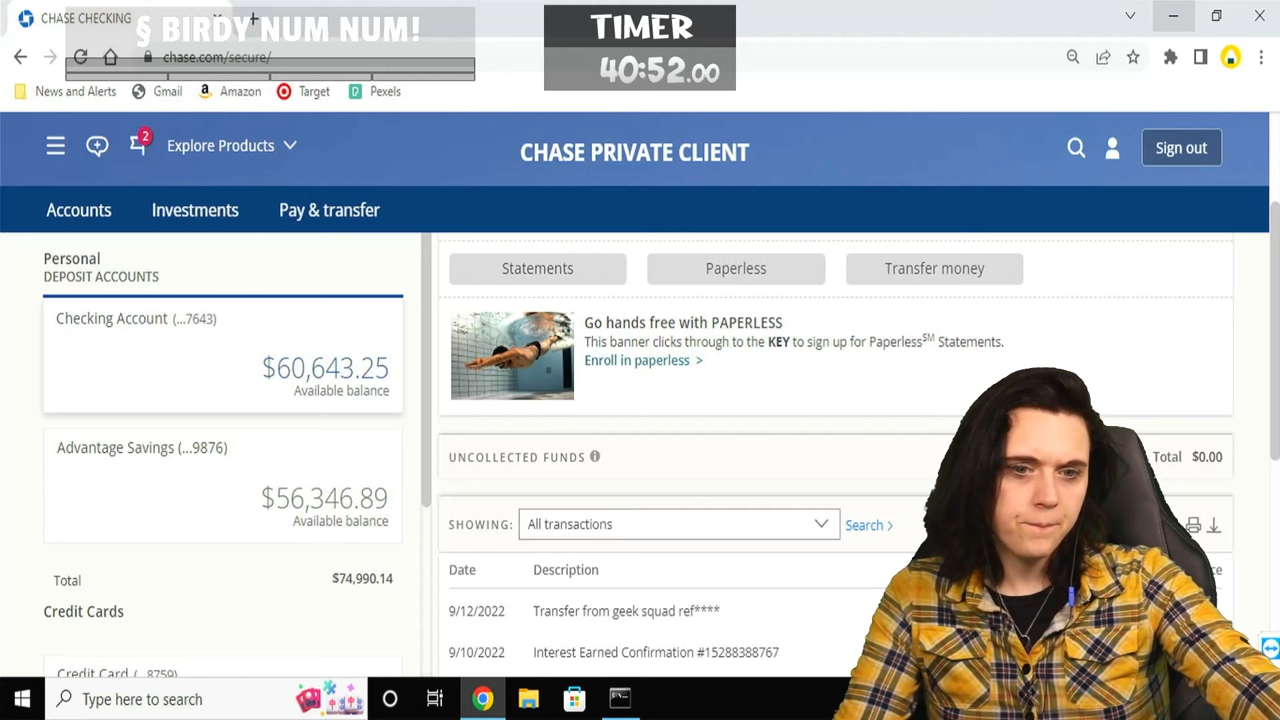 CHASE CHECKING
§ BIRDY NUM NUM!
TIMER
40:52.00
chase.com/secure/
News and Alerts
Gmail
Amazon
Target
Pexels
2
Explore Products
CHASE PRIVATE CLIENT
Sign out
Accounts
Investments
Pay & transfer
Personal
DEPOSIT ACCOUNTS
Checking Account (...7643)
$60,643.25
Available balance
Advantage Savings (...9876)
$56,346.89
Available balance
Total $74,990.14
Credit Cards
Credit Card (...8759)
Statements
Paperless
Transfer money
Go hands free with PAPERLESS
This banner clicks through to the KEY to sign up for Paperless℠ Statements.
Enroll in paperless >
UNCOLLECTED FUNDS
Total $0.00
SHOWING: All transactions Search >
Date Description
9/12/2022 Transfer from geek squad ref****
9/10/2022 Interest Earned Confirmation #15288388767
Type here to search